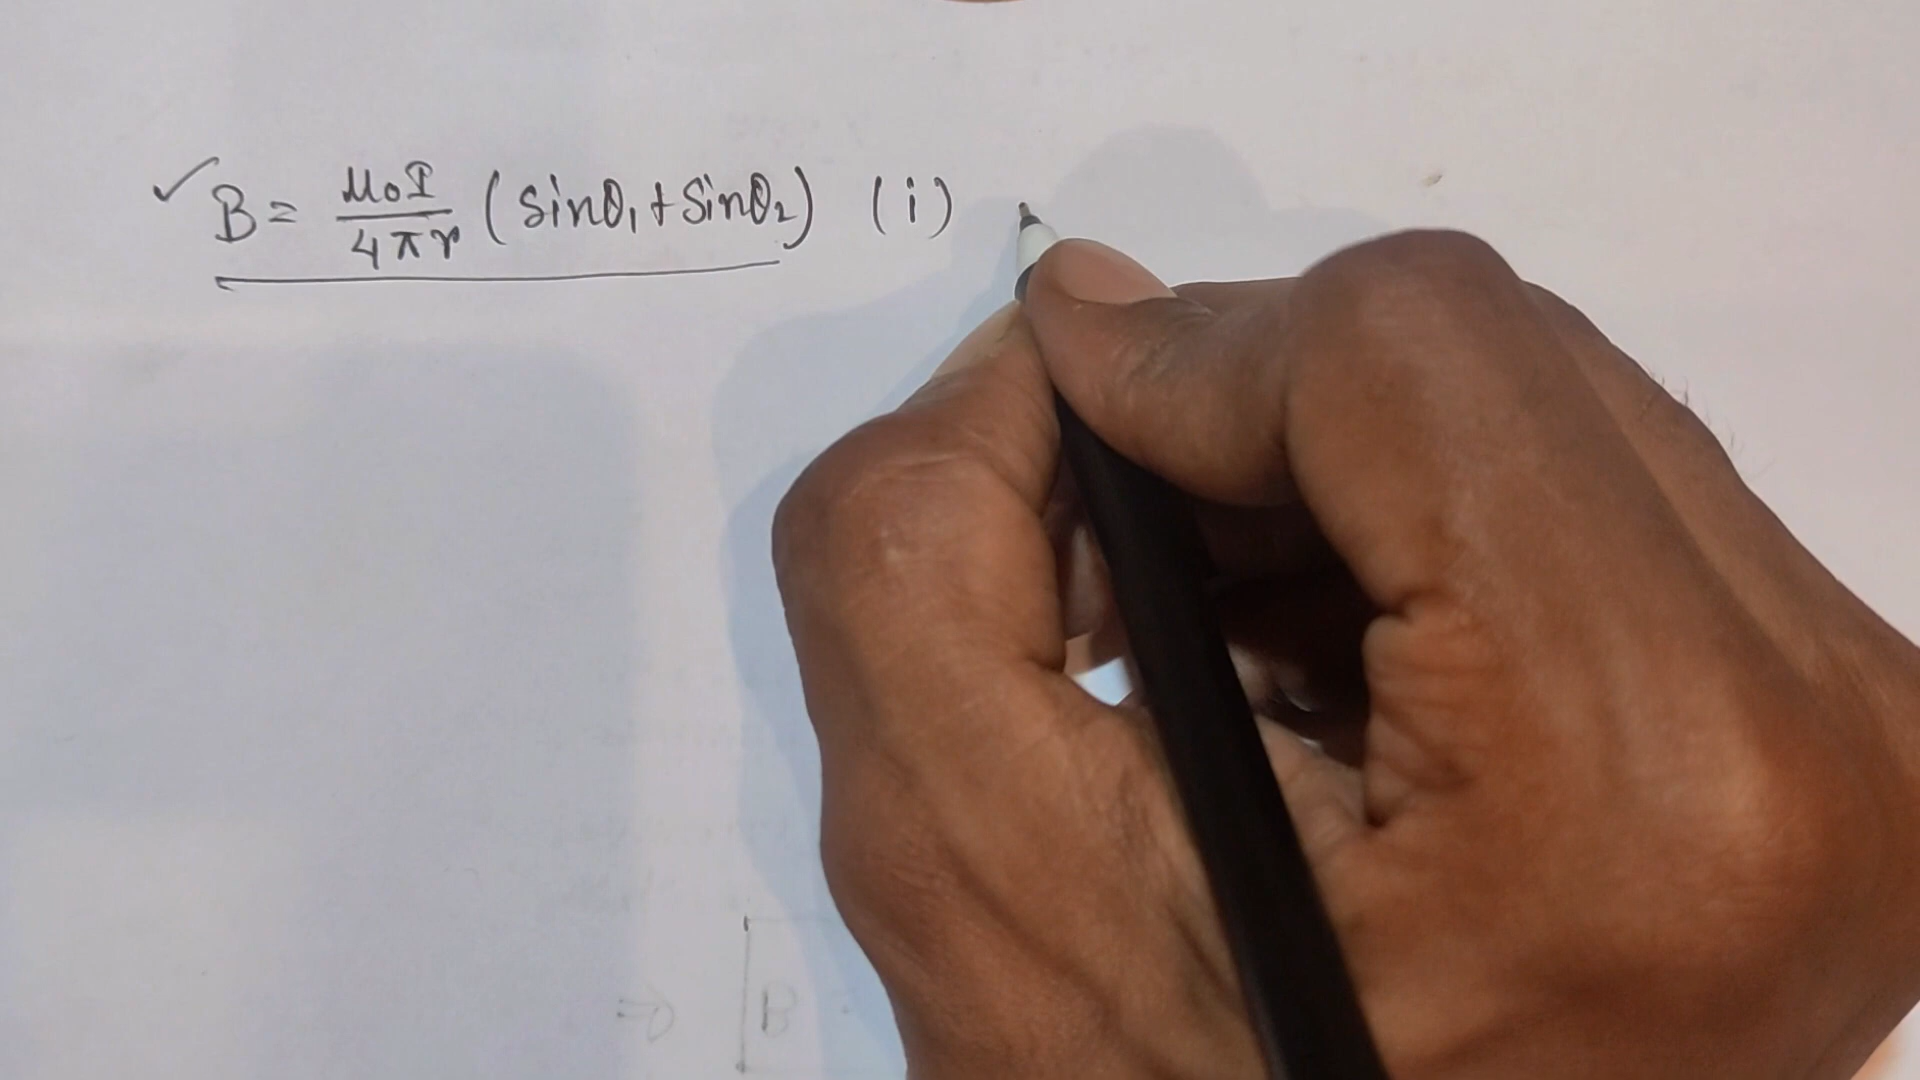 ✓ B = μ₀I / 4πr (sinθ₁ + sinθ₂) (i)
⇒ B